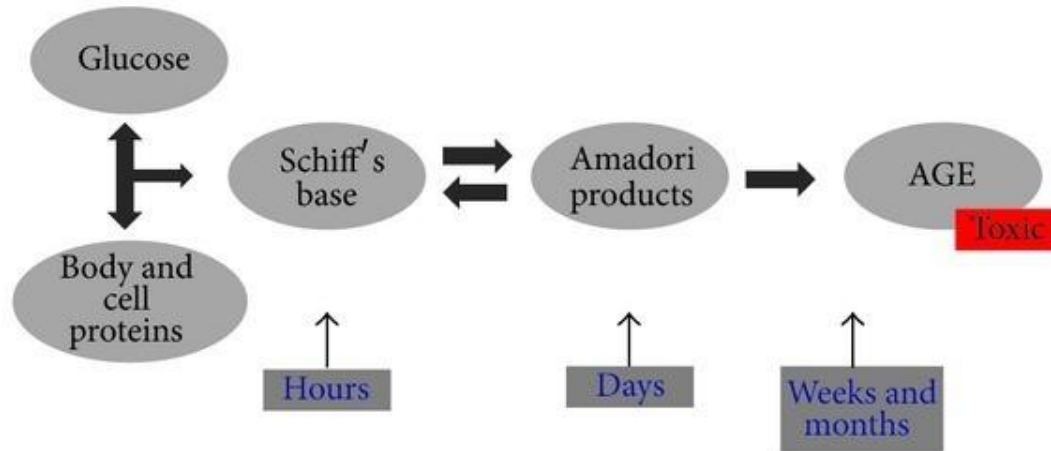 Glucose
Schiff's
base
Amadori
products
AGE
Toxic
Body and
cell
proteins
Hours
Days
Weeks and
months